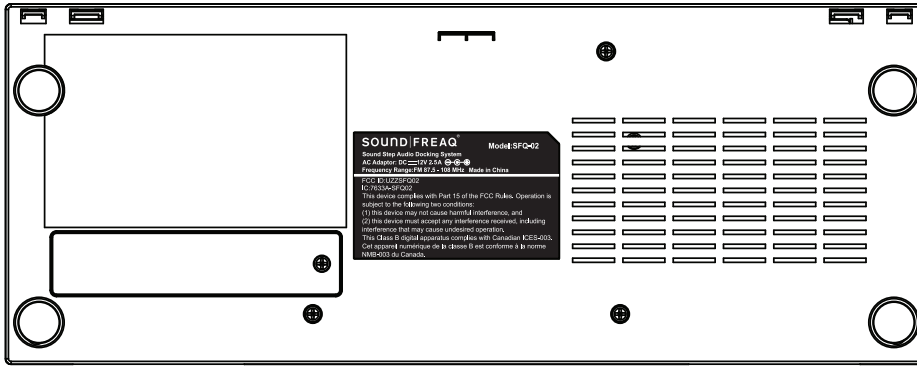 SOUND|FREAQ®
Model:SFQ-02
Sound Step Audio Docking System
AC Adaptor: DC 12V 2.5A
Frequency Range:FM 87.5 - 108 MHz Made in China
FCC ID:UZZSFQ02
IC:7633A-SFQ02
This device complies with Part 15 of the FCC Rules. Operation is
subject to the following two conditions:
(1) this device may not cause harmful interference, and
(2) this device must accept any interference received, including
interference that may cause undesired operation.
This Class B digital apparatus complies with Canadian ICES-003.
Cet appareil numérique de la classe B est conforme à la norme
NMB-003 du Canada.